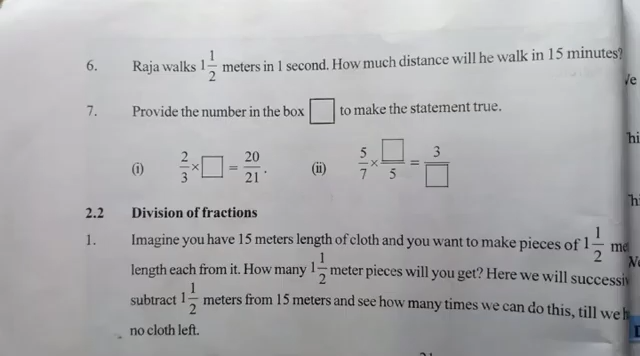 6. Raja walks 1 1/2 meters in 1 second. How much distance will he walk in 15 minutes?
7. Provide the number in the box □ to make the statement true.
(i) 2/3 × □ = 20/21. (ii) 5/7 × □/5 = 3/□
2.2 Division of fractions
1. Imagine you have 15 meters length of cloth and you want to make pieces of 1 1/2 me
length each from it. How many 1 1/2 meter pieces will you get? Here we will successiv
subtract 1 1/2 meters from 15 meters and see how many times we can do this, till we h
no cloth left.